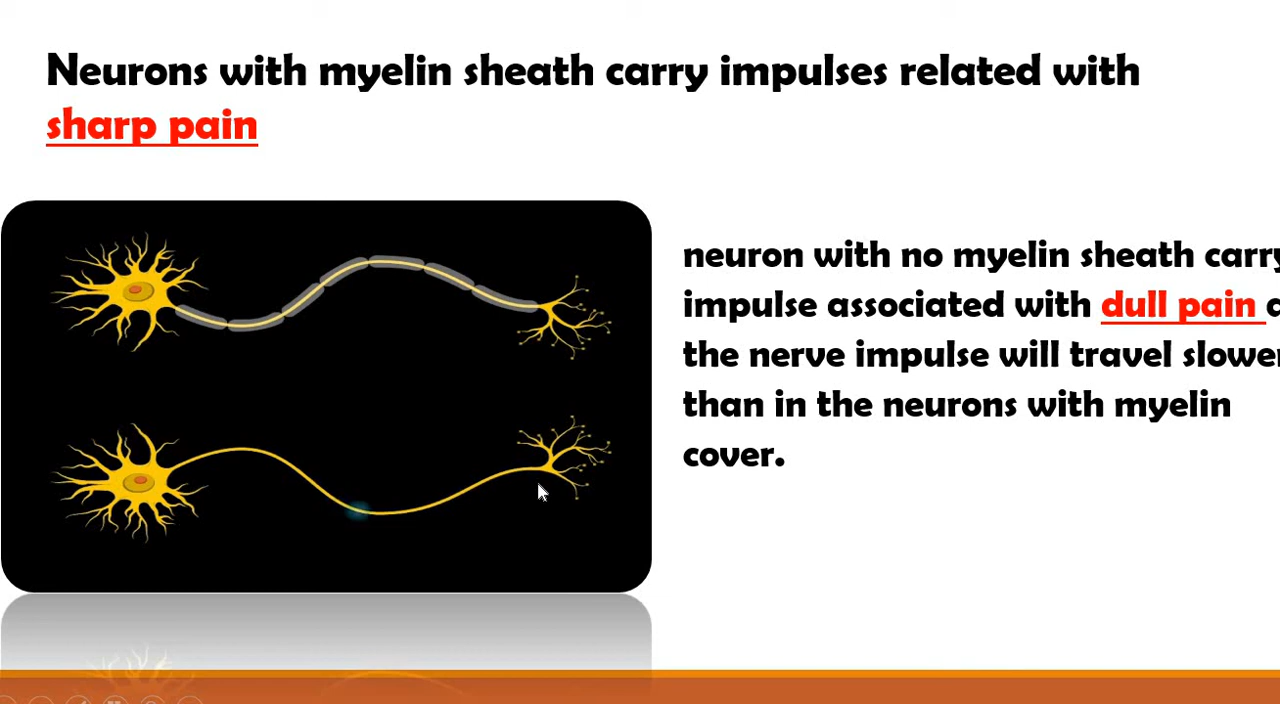 Neurons with myelin sheath carry impulses related with
sharp pain
neuron with no myelin sheath carry
impulse associated with dull pain
the nerve impulse will travel slower
than in the neurons with myelin
cover.